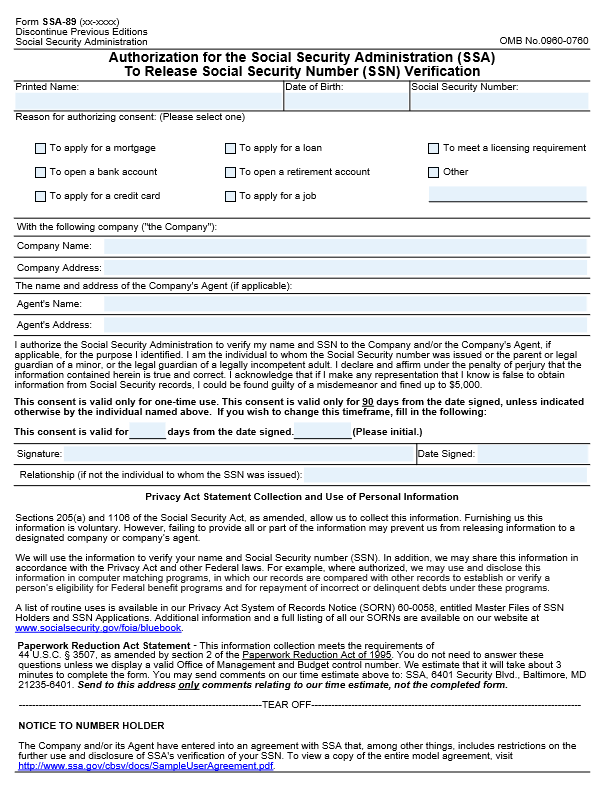 Form SSA-89 (xx-xxxx)
Discontinue Previous Editions
Social Security Administration
OMB No.0960-0760
Authorization for the Social Security Administration (SSA)
To Release Social Security Number (SSN) Verification
Printed Name:
Date of Birth:
Social Security Number:
Reason for authorizing consent: (Please select one)
To apply for a mortgage
To apply for a loan
To meet a licensing requirement
To open a bank account
To open a retirement account
Other
To apply for a credit card
To apply for a job
With the following company ("the Company"):
Company Name:
Company Address:
The name and address of the Company's Agent (if applicable):
Agent's Name:
Agent's Address:
I authorize the Social Security Administration to verify my name and SSN to the Company and/or the Company's Agent, if
applicable, for the purpose I identified. I am the individual to whom the Social Security number was issued or the parent or legal
guardian of a minor, or the legal guardian of a legally incompetent adult. I declare and affirm under the penalty of perjury that the
information contained herein is true and correct. I acknowledge that if I make any representation that I know is false to obtain
information from Social Security records, I could be found guilty of a misdemeanor and fined up to $5,000.
This consent is valid only for one-time use. This consent is valid only for 90 days from the date signed, unless indicated
otherwise by the individual named above. If you wish to change this timeframe, fill in the following:
This consent is valid for days from the date signed. (Please initial.)
Signature:
Date Signed:
Relationship (if not the individual to whom the SSN was issued):
Privacy Act Statement Collection and Use of Personal Information
Sections 205(a) and 1106 of the Social Security Act, as amended, allow us to collect this information. Furnishing us this
information is voluntary. However, failing to provide all or part of the information may prevent us from releasing information to a
designated company or company's agent.
We will use the information to verify your name and Social Security number (SSN). In addition, we may share this information in
accordance with the Privacy Act and other Federal laws. For example, where authorized, we may use and disclose this
information in computer matching programs, in which our records are compared with other records to establish or verify a
person's eligibility for Federal benefit programs and for repayment of incorrect or delinquent debts under these programs.
A list of routine uses is available in our Privacy Act System of Records Notice (SORN) 60-0058, entitled Master Files of SSN
Holders and SSN Applications. Additional information and a full listing of all our SORNs are available on our website at
www.socialsecurity.gov/foia/bluebook.
Paperwork Reduction Act Statement - This information collection meets the requirements of
44 U.S.C. § 3507, as amended by section 2 of the Paperwork Reduction Act of 1995. You do not need to answer these
questions unless we display a valid Office of Management and Budget control number. We estimate that it will take about 3
minutes to complete the form. You may send comments on our time estimate above to: SSA, 6401 Security Blvd., Baltimore, MD
21235-6401. Send to this address only comments relating to our time estimate, not the completed form.
----------TEAR OFF----------
NOTICE TO NUMBER HOLDER
The Company and/or its Agent have entered into an agreement with SSA that, among other things, includes restrictions on the
further use and disclosure of SSA's verification of your SSN. To view a copy of the entire model agreement, visit
http://www.ssa.gov/cbsv/docs/SampleUserAgreement.pdf.